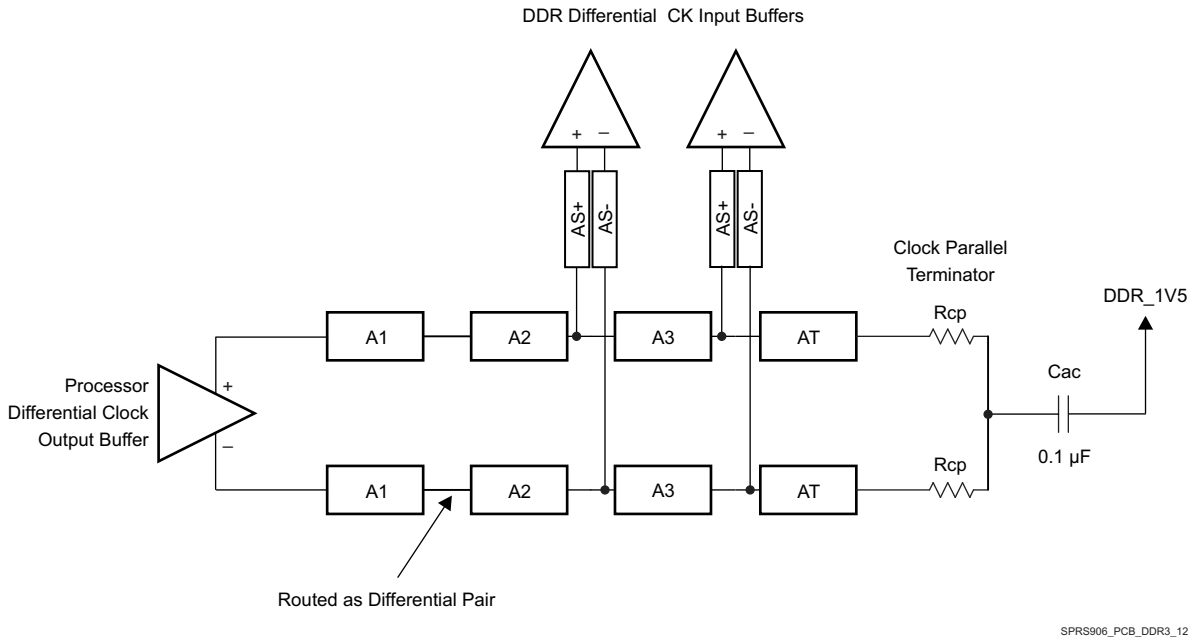 DDR Differential CK Input Buffers
+ –
+ –
AS+ AS-
AS+ AS-
Clock Parallel
Terminator
DDR_1V5
Rcp
A1 A2 A3 AT
Cac
Processor
Differential Clock
Output Buffer
+
–
0.1 µF
Rcp
A1 A2 A3 AT
Routed as Differential Pair
SPRS906_PCB_DDR3_12